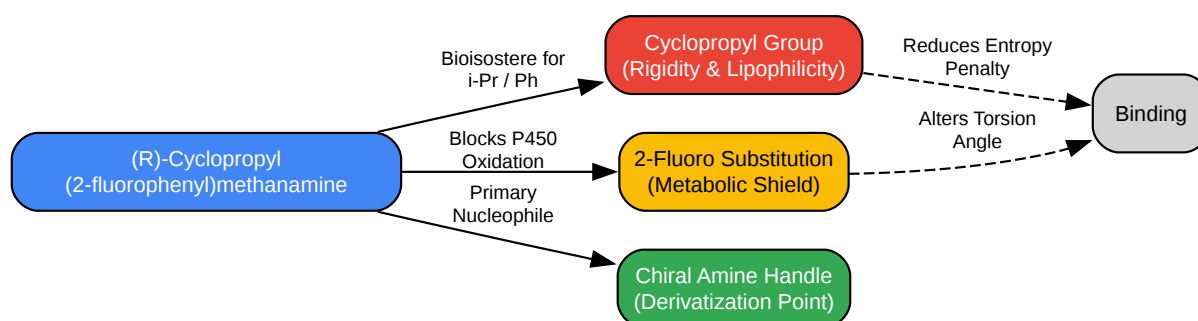 (R)-Cyclopropyl
(2-fluorophenyl)methanamine
Bioisostere for
i-Pr / Ph
Blocks P450
Oxidation
Primary
Nucleophile
Cyclopropyl Group
(Rigidity & Lipophilicity)
2-Fluoro Substitution
(Metabolic Shield)
Chiral Amine Handle
(Derivatization Point)
Reduces Entropy
Penalty
Alters Torsion
Angle
Binding